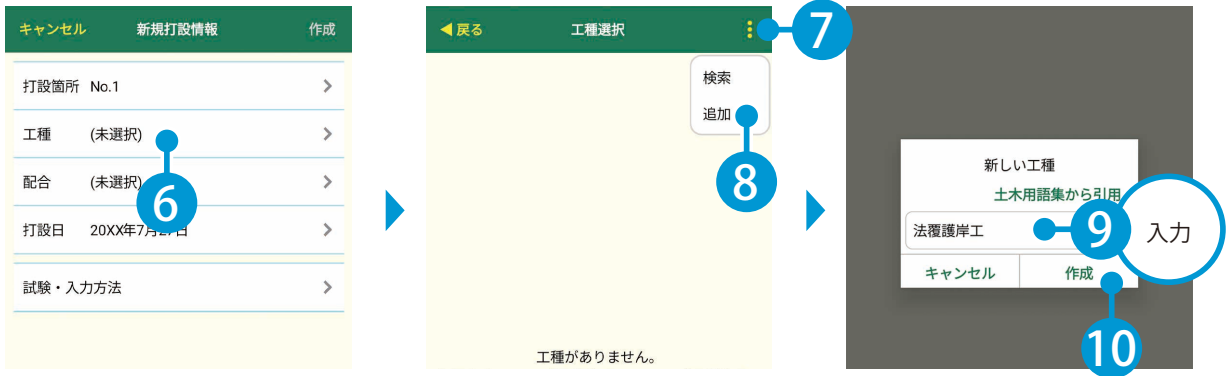 キャンセル 新規打設情報 作成
打設箇所 No.1
工種 (未選択)
配合 (未選択)
打設日 20XX年7月27日
試験・入力方法
6
戻る 工種選択
7
検索
追加
8
工種がありません。
新しい工種
土木用語集から引用
法覆護岸工
9 入力
キャンセル 作成
10